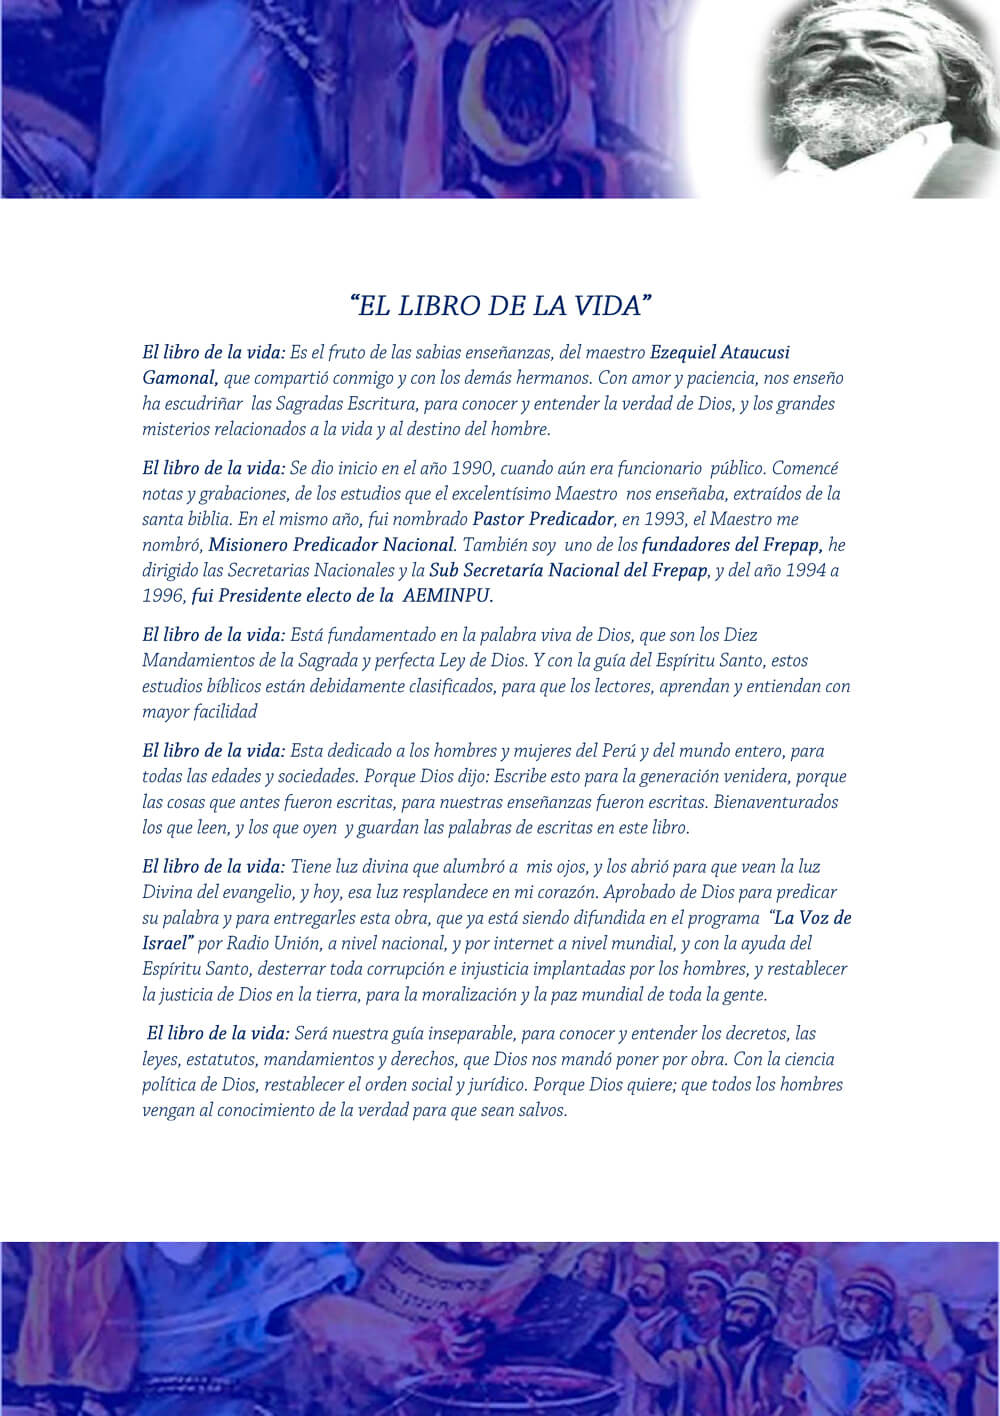 “EL LIBRO DE LA VIDA”
El libro de la vida: Es el fruto de las sabias enseñanzas, del maestro Ezequiel Ataucusi
Gamonal, que compartió conmigo y con los demás hermanos. Con amor y paciencia, nos enseño
ha escudriñar  las Sagradas Escritura, para conocer y entender la verdad de Dios, y los grandes
misterios relacionados a la vida y al destino del hombre.
El libro de la vida: Se dio inicio en el año 1990, cuando aún era funcionario  público. Comencé
notas y grabaciones, de los estudios que el excelentísimo Maestro  nos enseñaba, extraídos de la
santa biblia. En el mismo año, fui nombrado Pastor Predicador, en 1993, el Maestro me
nombró, Misionero Predicador Nacional. También soy  uno de los fundadores del Frepap, he
dirigido las Secretarias Nacionales y la Sub Secretaría Nacional del Frepap, y del año 1994 a
1996, fui Presidente electo de la  AEMINPU.
El libro de la vida: Está fundamentado en la palabra viva de Dios, que son los Diez
Mandamientos de la Sagrada y perfecta Ley de Dios. Y con la guía del Espíritu Santo, estos
estudios bíblicos están debidamente clasificados, para que los lectores, aprendan y entiendan con
mayor facilidad
El libro de la vida: Esta dedicado a los hombres y mujeres del Perú y del mundo entero, para
todas las edades y sociedades. Porque Dios dijo: Escribe esto para la generación venidera, porque
las cosas que antes fueron escritas, para nuestras enseñanzas fueron escritas. Bienaventurados
los que leen, y los que oyen  y guardan las palabras de escritas en este libro.
El libro de la vida: Tiene luz divina que alumbró a  mis ojos, y los abrió para que vean la luz
Divina del evangelio, y hoy, esa luz resplandece en mi corazón. Aprobado de Dios para predicar
su palabra y para entregarles esta obra, que ya está siendo difundida en el programa  “La Voz de
Israel” por Radio Unión, a nivel nacional, y por internet a nivel mundial, y con la ayuda del
Espíritu Santo, desterrar toda corrupción e injusticia implantadas por los hombres, y restablecer
la justicia de Dios en la tierra, para la moralización y la paz mundial de toda la gente.
El libro de la vida: Será nuestra guía inseparable, para conocer y entender los decretos, las
leyes, estatutos, mandamientos y derechos, que Dios nos mandó poner por obra. Con la ciencia
política de Dios, restablecer el orden social y jurídico. Porque Dios quiere; que todos los hombres
vengan al conocimiento de la verdad para que sean salvos.